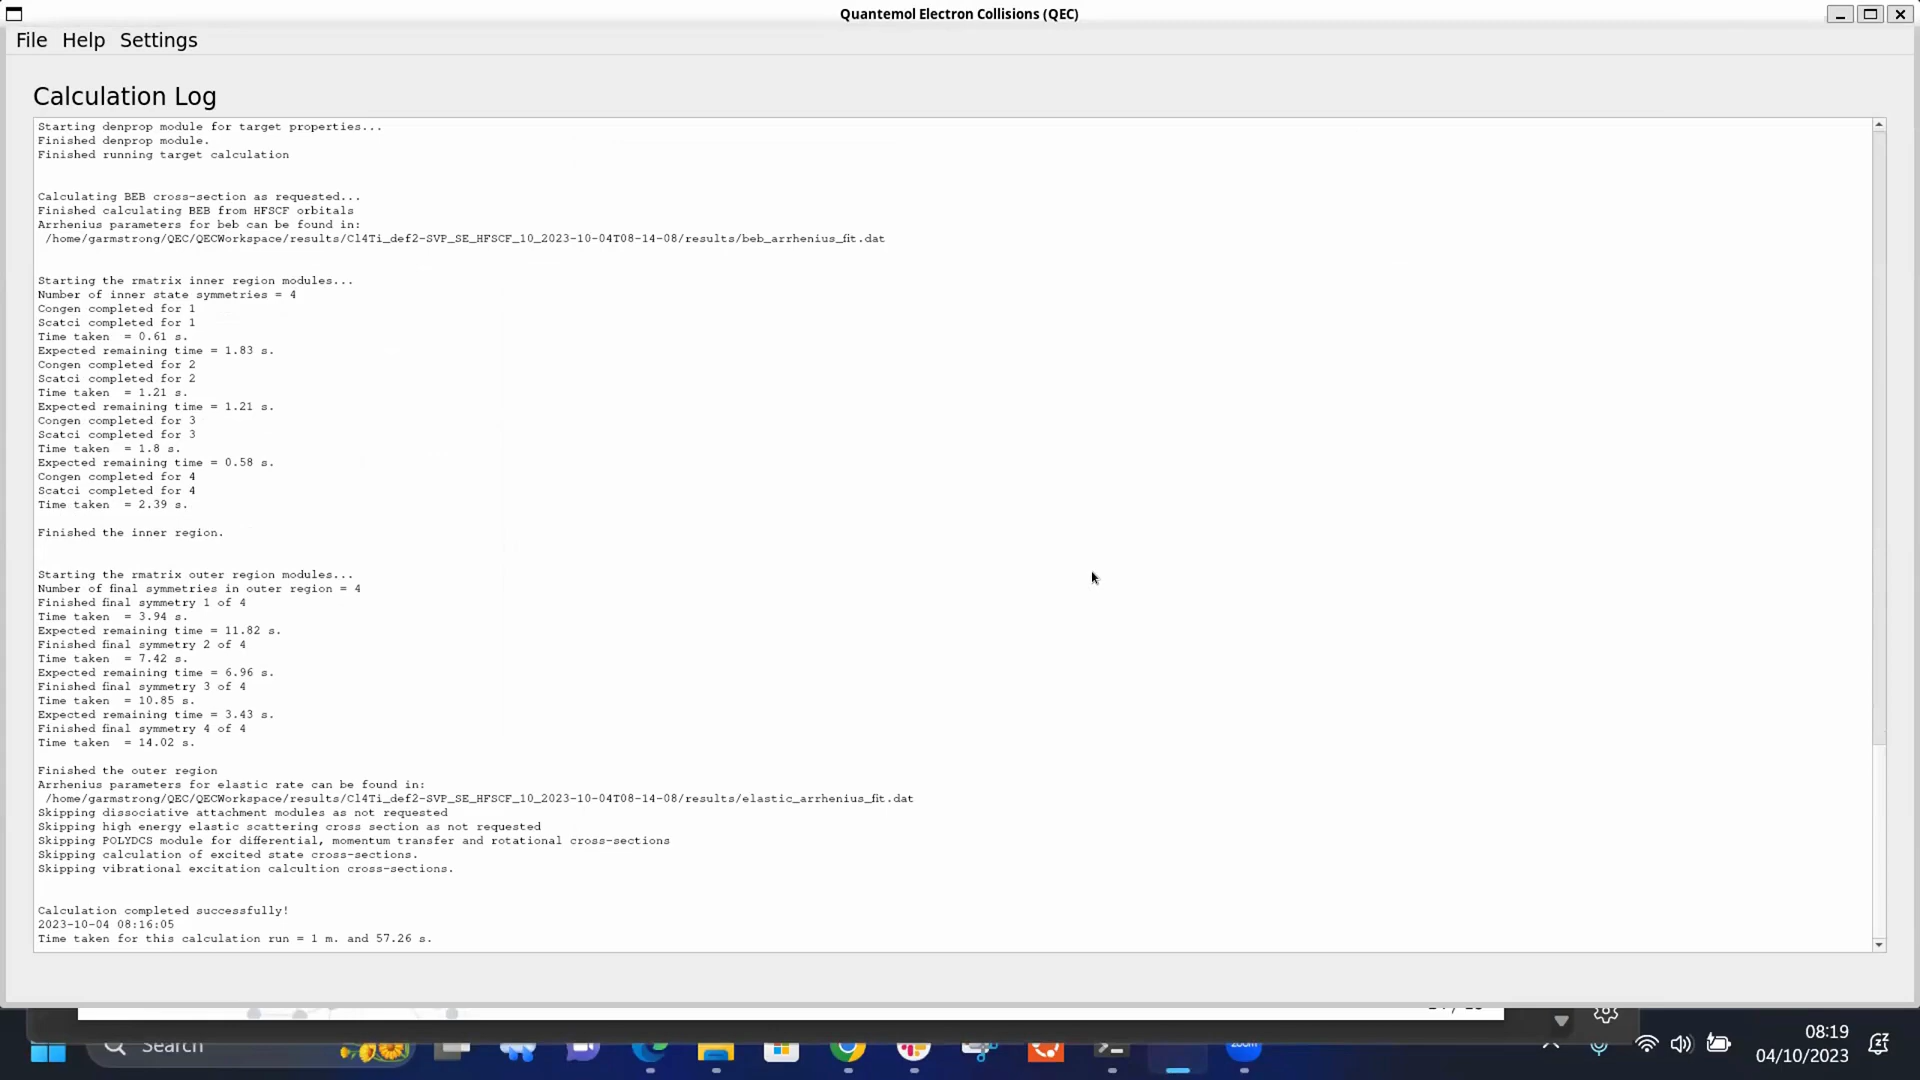 Quantemol Electron Collisions (QEC)
File Help Settings
Calculation Log
Starting denprop module for target properties...
Finished denprop module.
Finished running target calculation
Calculating BEB cross-section as requested...
Finished calculating BEB from HFSCF orbitals
Arrhenius parameters for beb can be found in:
/home/garmstrong/QEC/QECWorkspace/results/Cl4Ti_def2-SVP_SE_HFSCF_10_2023-10-04T08-14-08/results/beb_arrhenius_fit.dat
Starting the rmatrix inner region modules...
Number of inner state symmetries = 4
Congen completed for 1
Scatci completed for 1
Time taken  = 0.61 s.
Expected remaining time = 1.83 s.
Congen completed for 2
Scatci completed for 2
Time taken  = 1.21 s.
Expected remaining time = 1.21 s.
Congen completed for 3
Scatci completed for 3
Time taken  = 1.8 s.
Expected remaining time = 0.58 s.
Congen completed for 4
Scatci completed for 4
Time taken  = 2.39 s.
Finished the inner region.
Starting the rmatrix outer region modules...
Number of final symmetries in outer region = 4
Finished final symmetry 1 of 4
Time taken  = 3.94 s.
Expected remaining time = 11.82 s.
Finished final symmetry 2 of 4
Time taken  = 7.42 s.
Expected remaining time = 6.96 s.
Finished final symmetry 3 of 4
Time taken  = 10.85 s.
Expected remaining time = 3.43 s.
Finished final symmetry 4 of 4
Time taken  = 14.02 s.
Finished the outer region
Arrhenius parameters for elastic rate can be found in:
/home/garmstrong/QEC/QECWorkspace/results/Cl4Ti_def2-SVP_SE_HFSCF_10_2023-10-04T08-14-08/results/elastic_arrhenius_fit.dat
Skipping dissociative attachment modules as not requested
Skipping high energy elastic scattering cross section as not requested
Skipping POLYDCS module for differential, momentum transfer and rotational cross-sections
Skipping calculation of excited state cross-sections.
Skipping vibrational excitation calcultion cross-sections.
Calculation completed successfully!
2023-10-04 08:16:05
Time taken for this calculation run = 1 m. and 57.26 s.
Search
zoom
08:19
04/10/2023